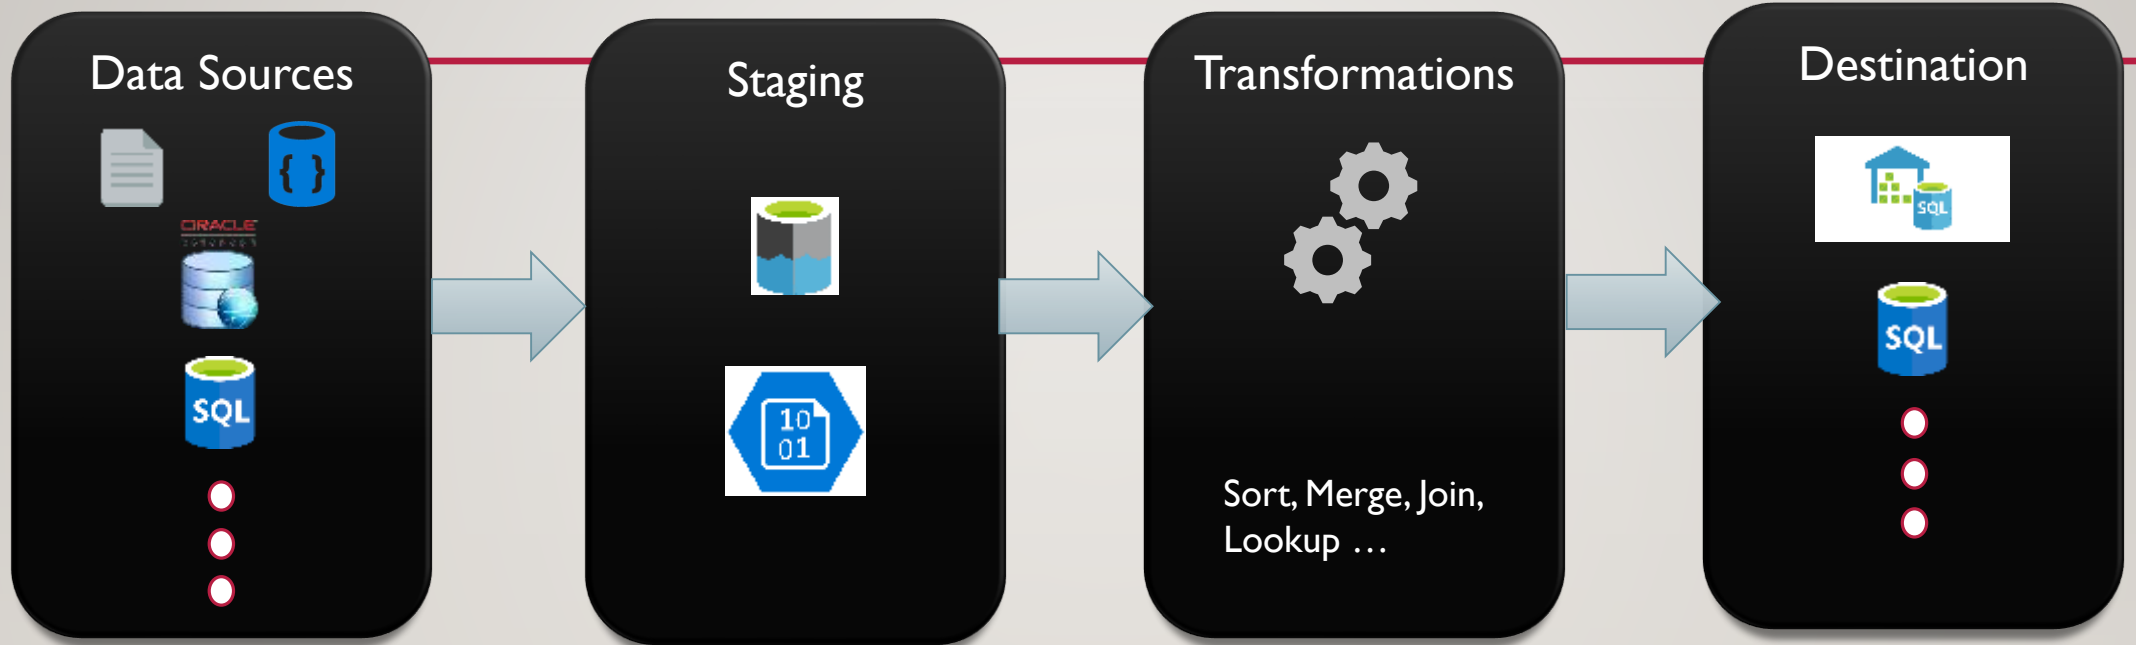 Data Sources
{ }
ORACLE
SQL
Staging
10
01
Transformations
Sort, Merge, Join,
Lookup …
Destination
SQL
SQL